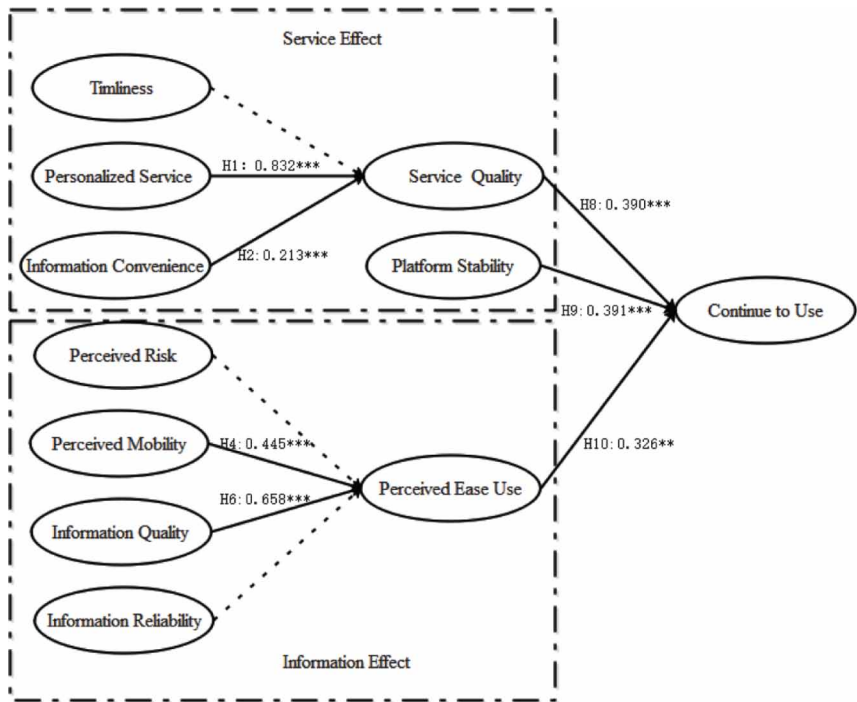 Service Effect
Timliness
Personalized Service
H1: 0.832***
Service Quality
H8:0.390***
Information Convenience
H2:0.213***
Platform Stability
H9:0.391***
Continue to Use
Perceived Risk
Perceived Mobility
H4:0.445***
H10:0.326**
H6:0.658***
Perceived Ease Use
Information Quality
Information Reliability
Information Effect